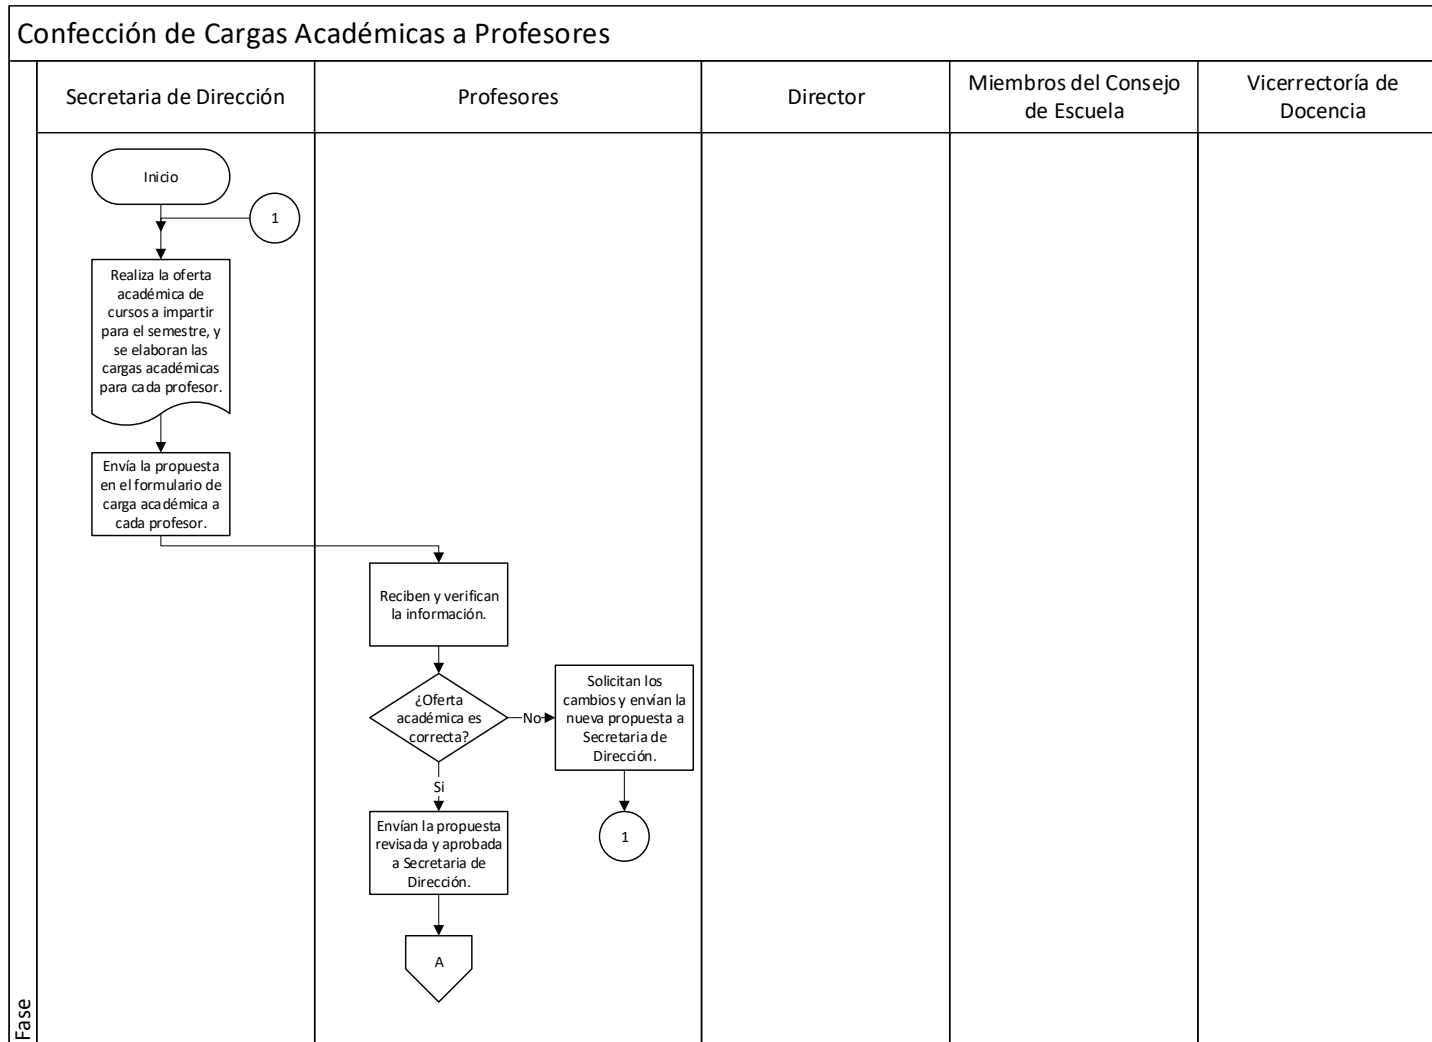 Confección de Cargas Académicas a Profesores
Secretaria de Dirección
Profesores
Director
Miembros del Consejo
de Escuela
Vicerrectoría de
Docencia
Inicio
1
Realiza la oferta
académica de
cursos a impartir
para el semestre, y
se elaboran las
cargas académicas
para cada profesor.
Envía la propuesta
en el formulario de
carga académica a
cada profesor.
Reciben y verifican
la información.
¿Oferta
académica es
correcta?
No
Solicitan los
cambios y envían la
nueva propuesta a
Secretaria de
Dirección.
Si
1
Envían la propuesta
revisada y aprobada
a Secretaria de
Dirección.
A
Fase